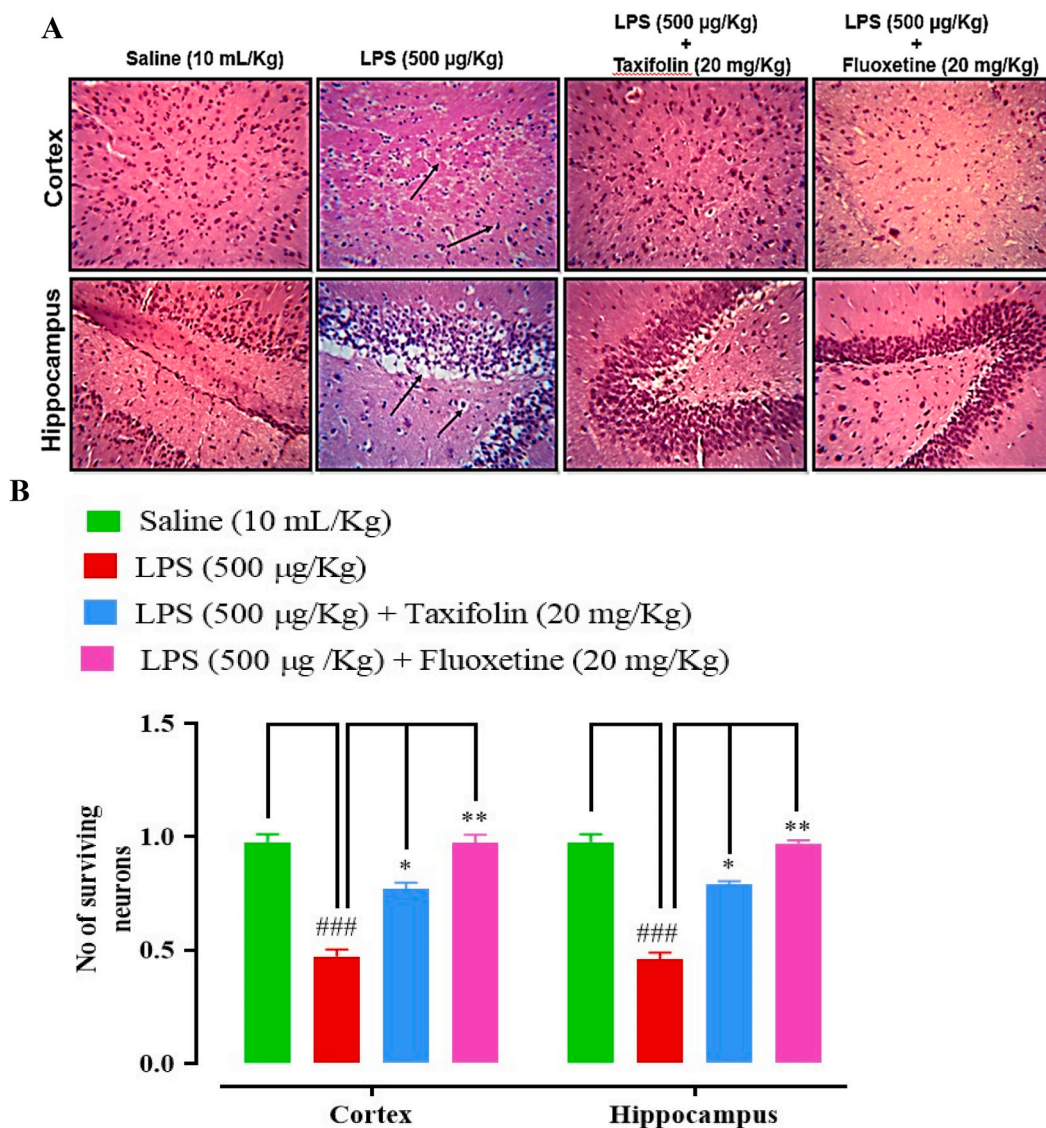 A
Saline (10 mL/Kg)
LPS (500 µg/Kg)
LPS (500 µg/Kg)
+
Taxifolin (20 mg/Kg)
LPS (500 µg/Kg)
+
Fluoxetine (20 mg/Kg)
Cortex
Hippocampus
B
Saline (10 mL/Kg)
LPS (500 µg/Kg)
LPS (500 µg/Kg) + Taxifolin (20 mg/Kg)
LPS (500 µg /Kg) + Fluoxetine (20 mg/Kg)
No of surviving
neurons
1.5
1.0
0.5
0.0
###
*
**
###
*
**
Cortex
Hippocampus